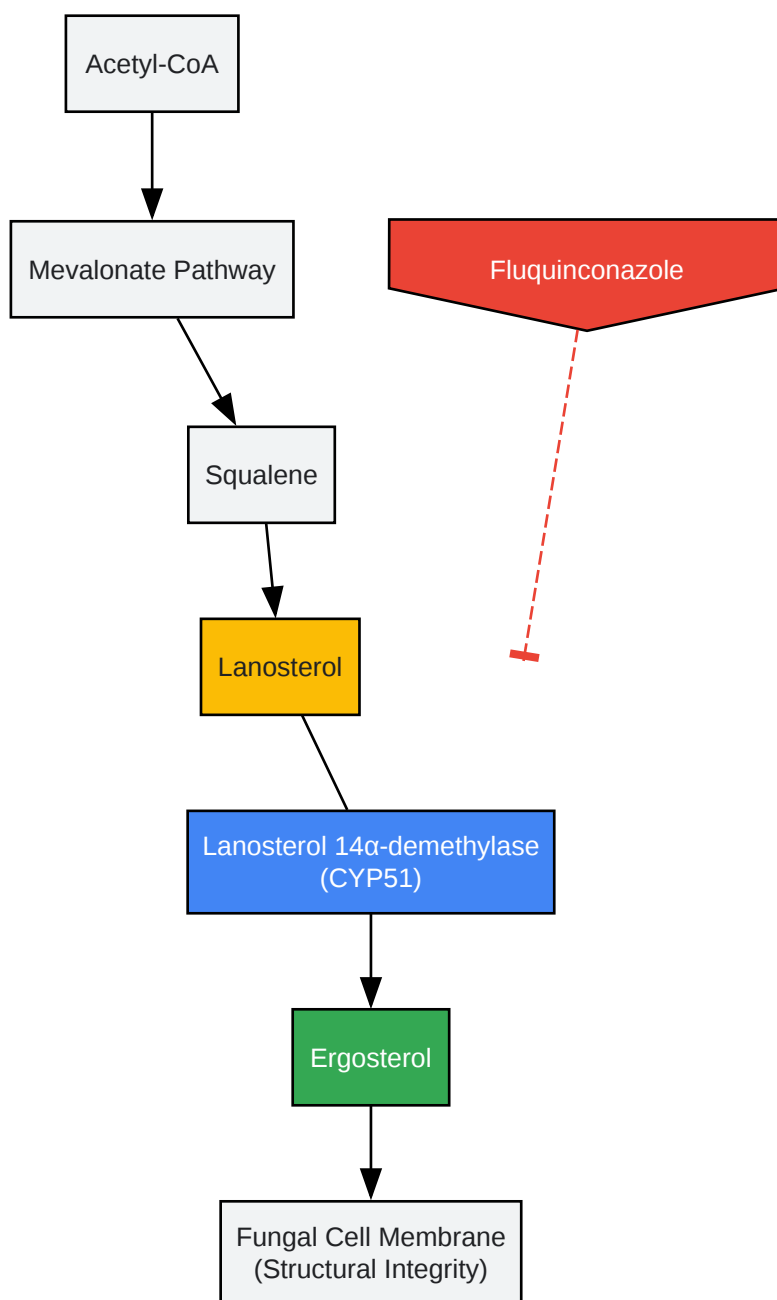 Acetyl-CoA
Mevalonate Pathway
Fluquinconazole
Squalene
Lanosterol
Lanosterol 14α-demethylase
(CYP51)
Ergosterol
Fungal Cell Membrane
(Structural Integrity)